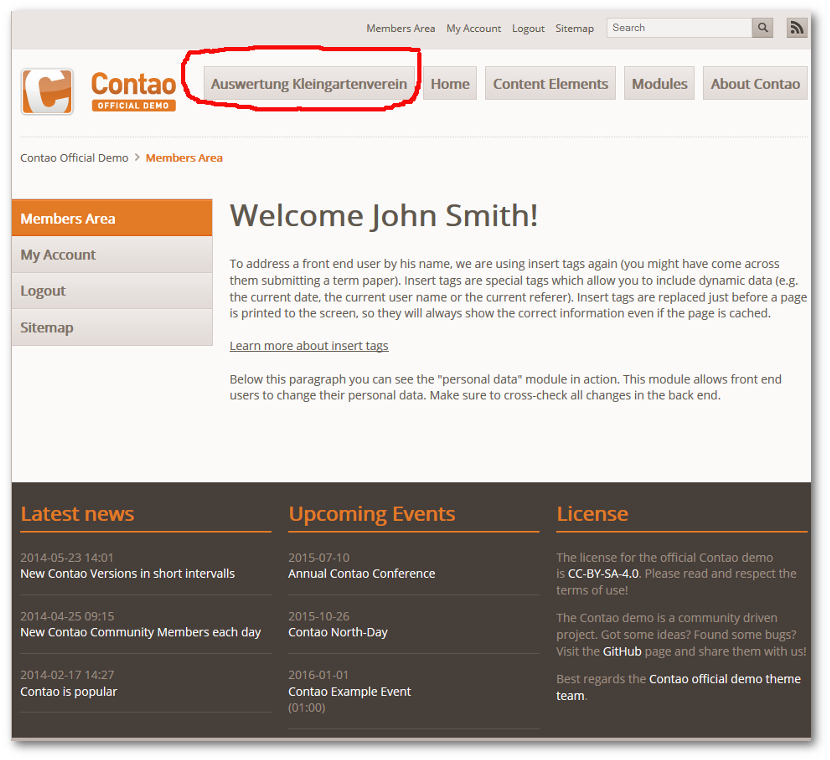 Members Area My Account Logout Sitemap Search
Contao
OFFICIAL DEMO
Auswertung Kleingartenverein Home Content Elements Modules About Contao
Contao Official Demo > Members Area
Members Area
My Account
Logout
Sitemap
Welcome John Smith!
To address a front end user by his name, we are using insert tags again (you might have come across
them submitting a term paper). Insert tags are special tags which allow you to include dynamic data (e.g.
the current date, the current user name or the current referer). Insert tags are replaced just before a page
is printed to the screen, so they will always show the correct information even if the page is cached.
Learn more about insert tags
Below this paragraph you can see the "personal data" module in action. This module allows front end
users to change their personal data. Make sure to cross-check all changes in the back end.
Latest news
2014-05-23 14:01
New Contao Versions in short intervalls
2014-04-25 09:15
New Contao Community Members each day
2014-02-17 14:27
Contao is popular
Upcoming Events
2015-07-10
Annual Contao Conference
2015-10-26
Contao North-Day
2016-01-01
Contao Example Event
(01:00)
License
The license for the official Contao demo
is CC-BY-SA-4.0. Please read and respect the
terms of use!
The Contao demo is a community driven
project. Got some ideas? Found some bugs?
Visit the GitHub page and share them with us!
Best regards the Contao official demo theme
team.